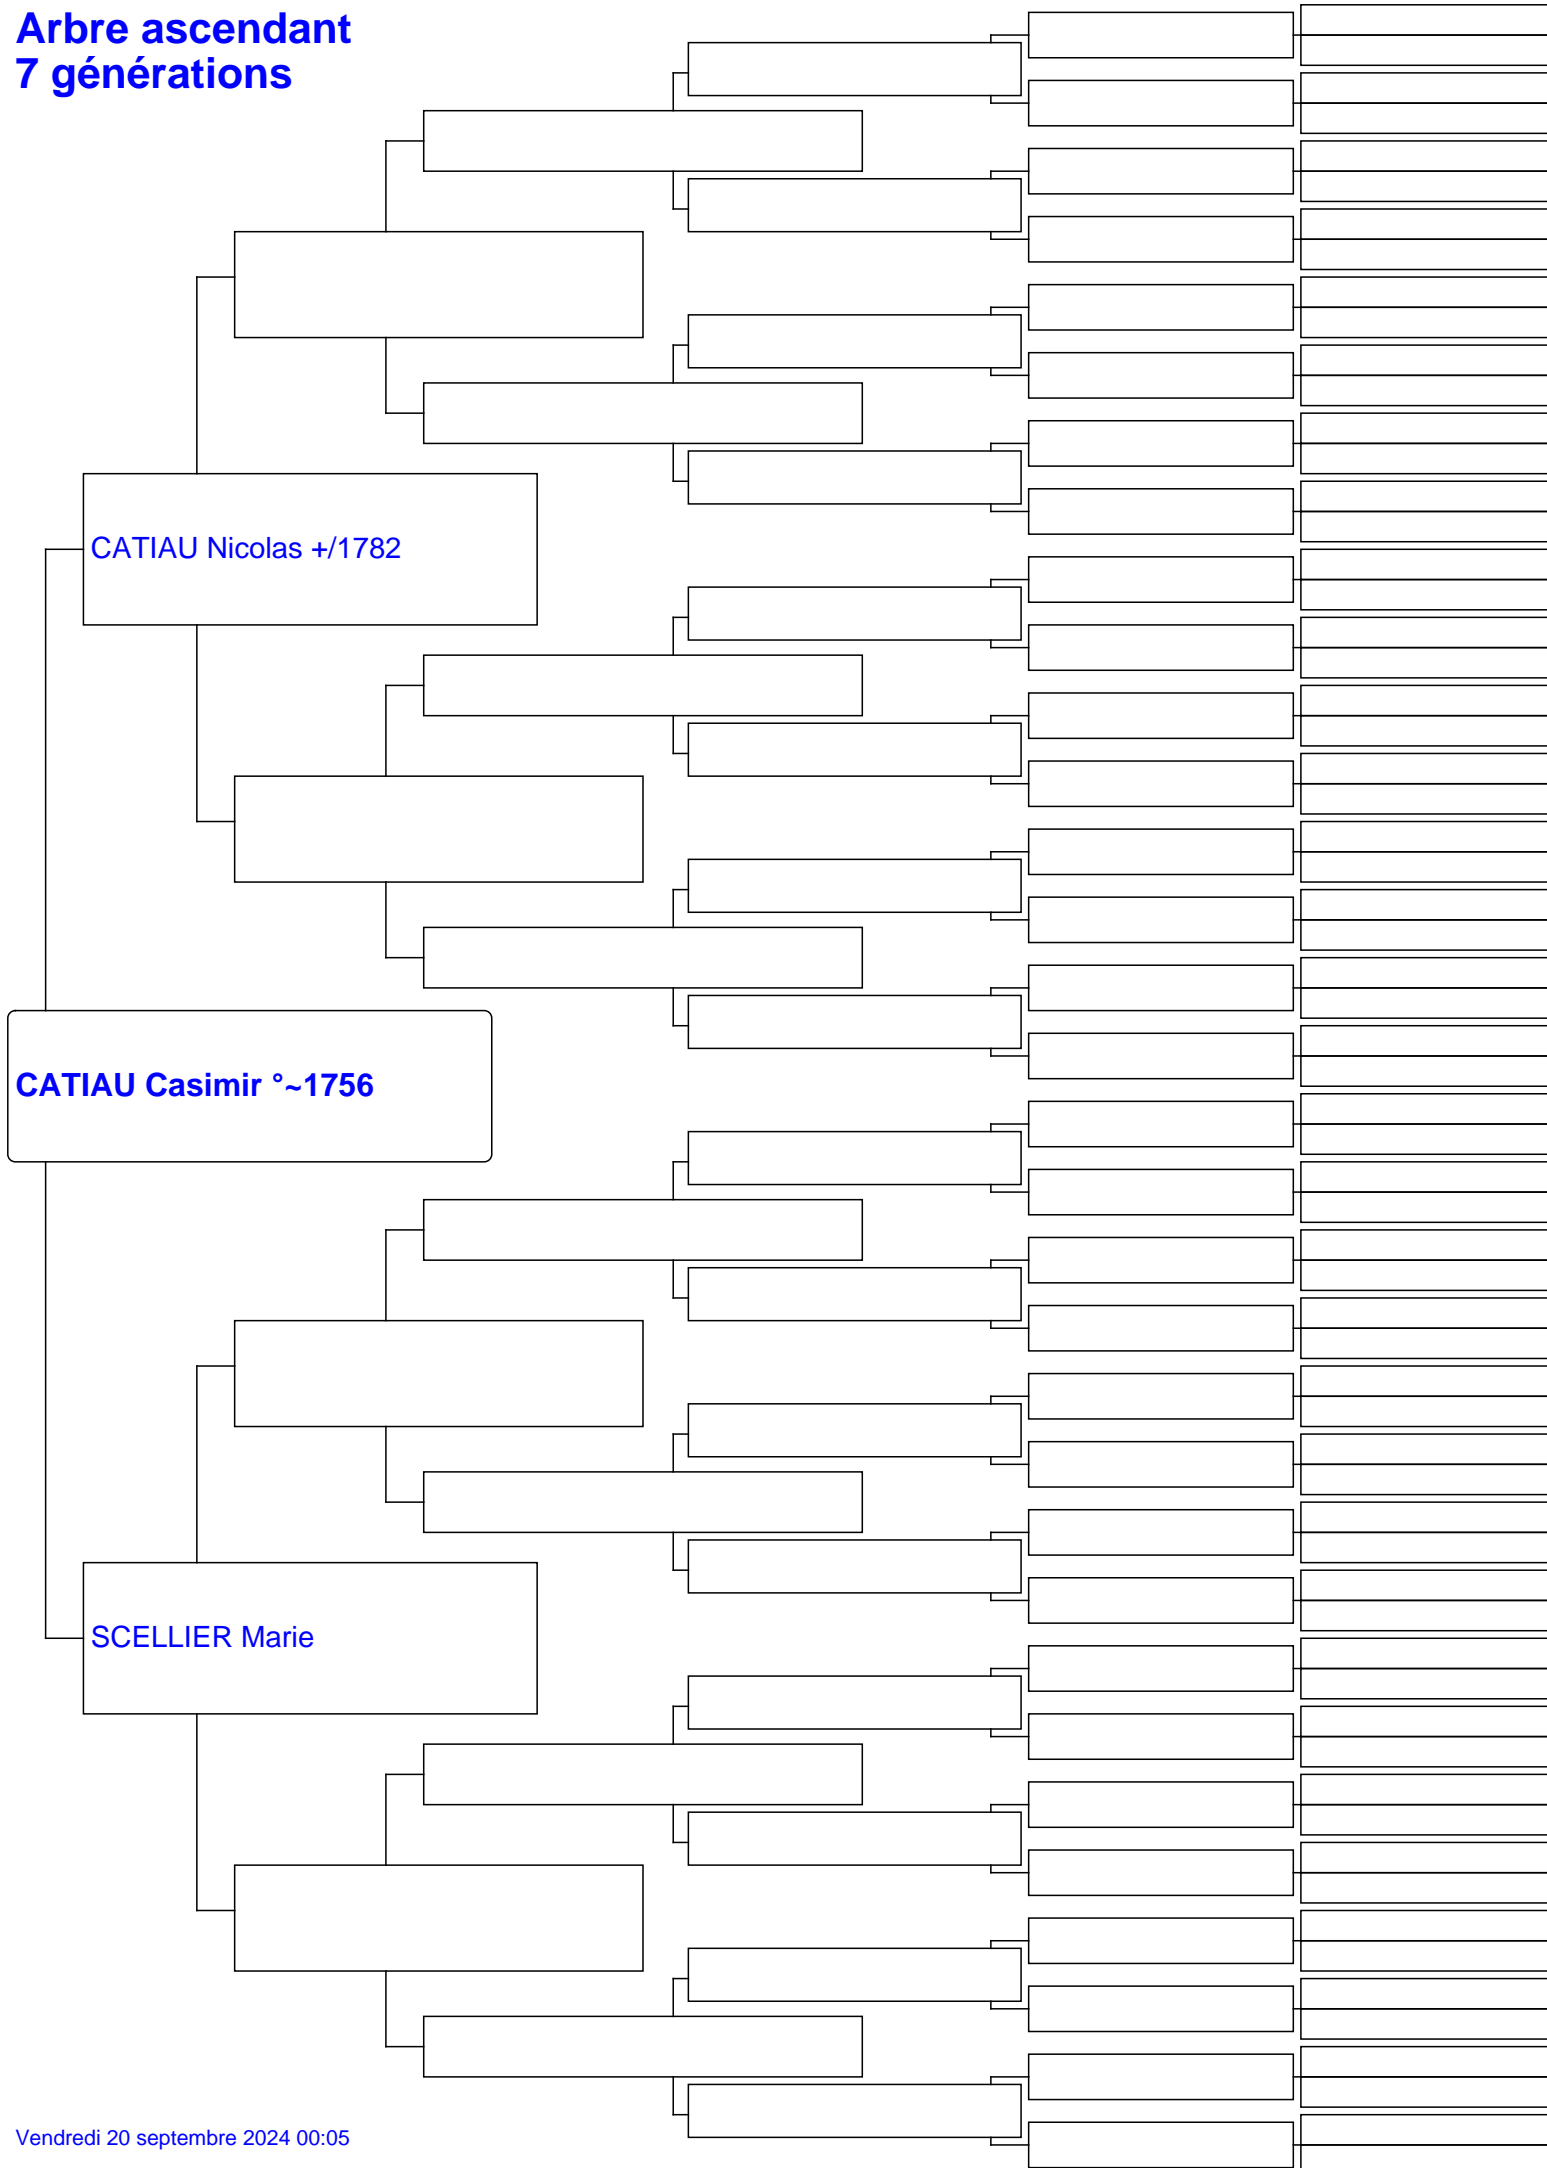 Arbre ascendant
7 générations
CATIAU Nicolas +/1782
CATIAU Casimir °~1756
SCELLIER Marie
Vendredi 20 septembre 2024 00:05